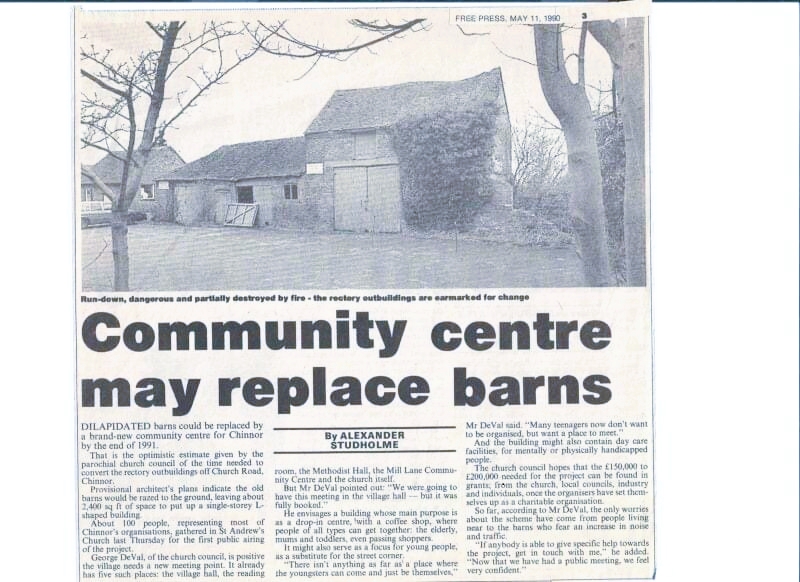 FREE PRESS, MAY 11, 1990 3
Run-down, dangerous and partially destroyed by fire - the rectory outbuildings are earmarked for change
Community centre
may replace barns
DILAPIDATED barns could be replaced by
a brand-new community centre for Chinnor
by the end of 1991.
That is the optimistic estimate given by the
parochial church council of the time needed to
convert the rectory outbuildings off Church Road,
Chinnor.
Provisional architect's plans indicate the old
barns would be razed to the ground, leaving about
2,400 sq ft of space to put up a single-storey L-
shaped building.
About 100 people, representing most of
Chinnor's organisations, gathered in St Andrew's
Church last Thursday for the first public airing
of the project.
George DeVal, of the church council, is positive
the village needs a new meeting point. It already
has five such places: the village hall, the reading
By ALEXANDER
STUDHOLME
room, the Methodist Hall, the Mill Lane Commu-
nity Centre and the church itself.
But Mr DeVal pointed out: "We were going to
have this meeting in the village hall — but it was
fully booked."
He envisages a building whose main purpose is
as a drop-in centre, with a coffee shop, where
people of all types can get together: the elderly,
mums and toddlers, even passing shoppers.
It might also serve as a focus for young people,
as a substitute for the street corner.
"There isn't anything as far as a place where
the youngsters can come and just be themselves,"
Mr DeVal said. "Many teenagers now don't want
to be organised, but want a place to meet."
And the building might also contain day care
facilities, for mentally or physically handicapped
people.
The church council hopes that the £150,000 to
£200,000 needed for the project can be found in
grants, from the church, local councils, industry
and individuals, once the organisers have set them-
selves up as a charitable organisation.
So far, according to Mr DeVal, the only worries
about the scheme have come from people living
near to the barns who fear an increase in noise
and traffic.
"If anybody is able to give specific help towards
the project, get in touch with me," he added.
"Now that we have had a public meeting, we feel
very confident."